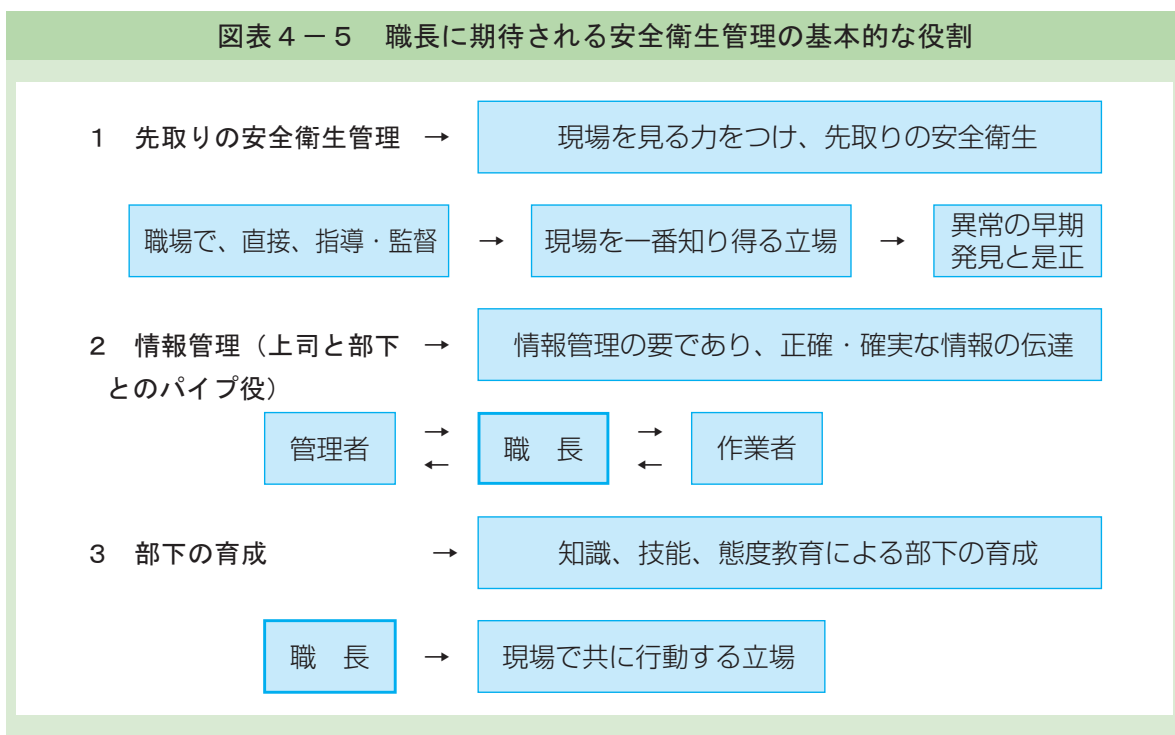 図表4－5　職長に期待される安全衛生管理の基本的な役割
1　先取りの安全衛生管理　→　現場を見る力をつけ、先取りの安全衛生
職場で、直接、指導・監督　→　現場を一番知り得る立場　→　異常の早期
発見と是正
2　情報管理（上司と部下　→　情報管理の要であり、正確・確実な情報の伝達
とのパイプ役）
管理者　→　職　長　→　作業者
←　←
3　部下の育成　→　知識、技能、態度教育による部下の育成
職　長　→　現場で共に行動する立場